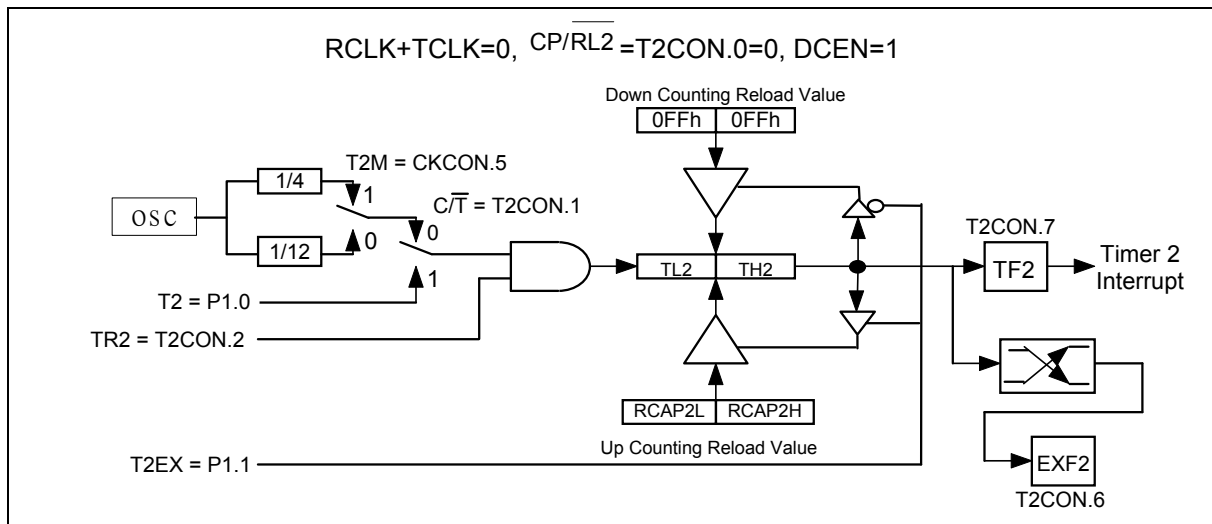 RCLK+TCLK=0, CP/R̅L̅2̅ =T2CON.0=0, DCEN=1
Down Counting Reload Value
0FFh 0FFh
T2M = CKCON.5
1/4
1
C/T̅ = T2CON.1
OSC
0
1/12
0
T2CON.7
TL2 TH2
TF2
Timer 2
Interrupt
1
T2 = P1.0
TR2 = T2CON.2
RCAP2L RCAP2H
Up Counting Reload Value
T2EX = P1.1
EXF2
T2CON.6